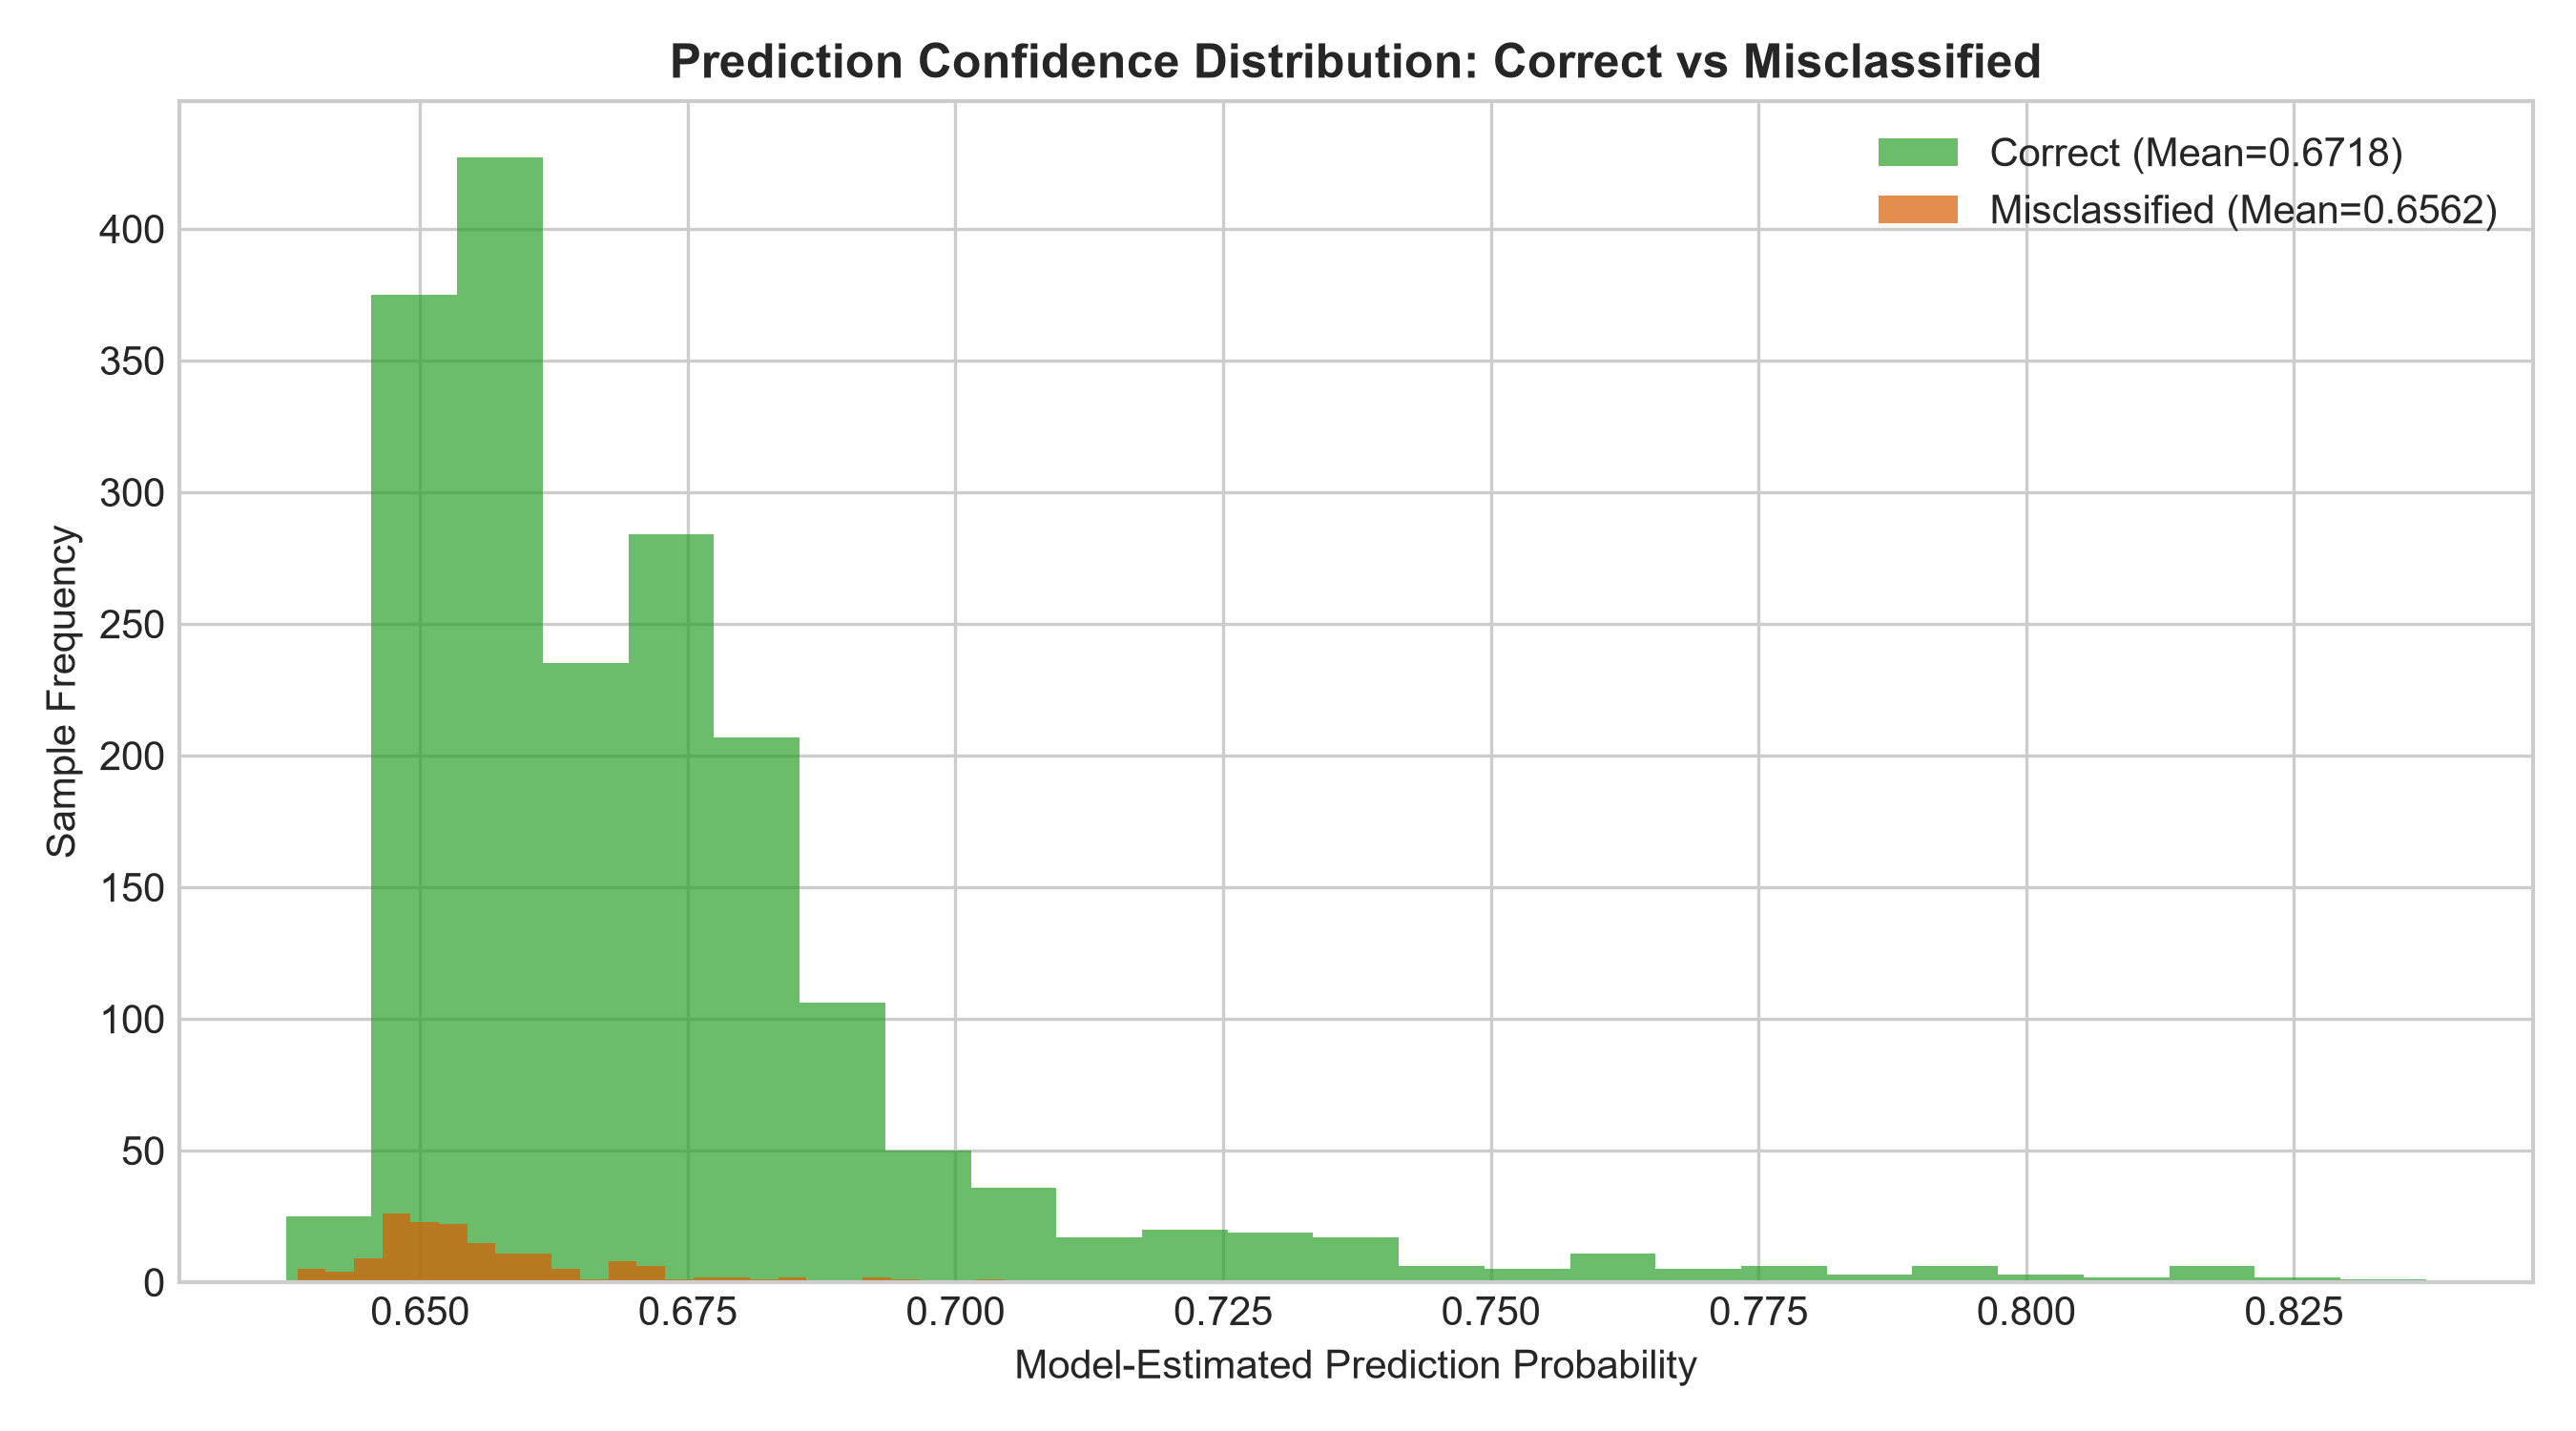 Prediction Confidence Distribution: Correct vs Misclassified
Correct (Mean=0.6718)
Misclassified (Mean=0.6562)
400
350
300
250
200
150
100
50
0
Sample Frequency
0.650 0.675 0.700 0.725 0.750 0.775 0.800 0.825
Model-Estimated Prediction Probability